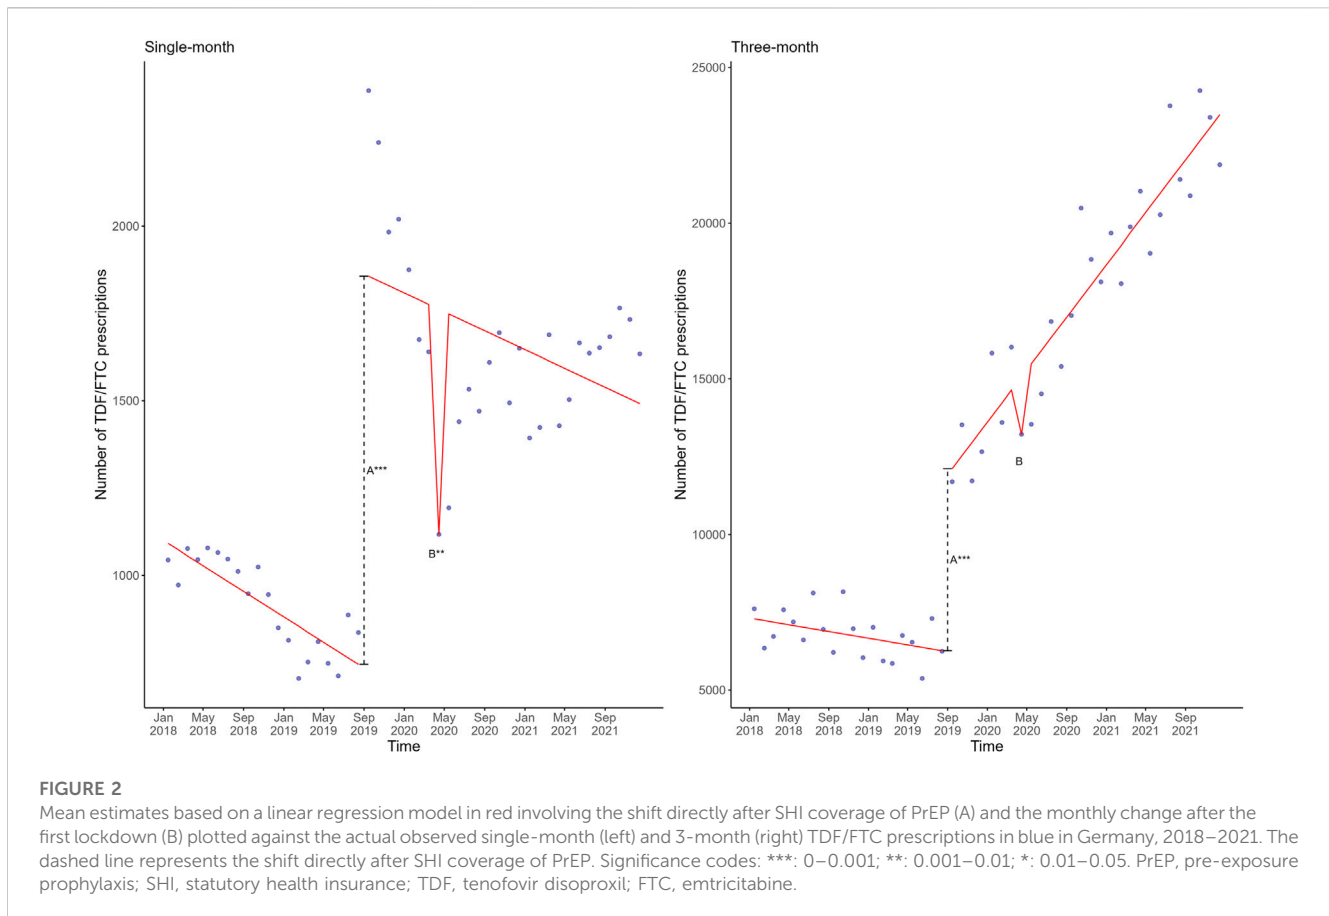 Single-month
Three-month
Number of TDF/FTC prescriptions
2000
1500
1000
A***
B**
Jan 2018
May 2018
Sep 2018
Jan 2019
May 2019
Sep 2019
Jan 2020
May 2020
Sep 2020
Jan 2021
May 2021
Sep 2021
Time
Number of TDF/FTC prescriptions
25000
20000
15000
10000
5000
A***
B
Jan 2018
May 2018
Sep 2018
Jan 2019
May 2019
Sep 2019
Jan 2020
May 2020
Sep 2020
Jan 2021
May 2021
Sep 2021
Time
FIGURE 2
Mean estimates based on a linear regression model in red involving the shift directly after SHI coverage of PrEP (A) and the monthly change after the
first lockdown (B) plotted against the actual observed single-month (left) and 3-month (right) TDF/FTC prescriptions in blue in Germany, 2018–2021. The
dashed line represents the shift directly after SHI coverage of PrEP. Significance codes: ***: 0–0.001; **: 0.001–0.01; *: 0.01–0.05. PrEP, pre-exposure
prophylaxis; SHI, statutory health insurance; TDF, tenofovir disoproxil; FTC, emtricitabine.